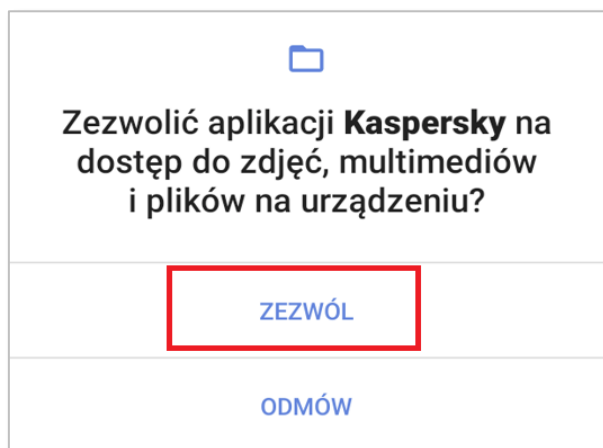 Zezwolić aplikacji Kaspersky na
dostęp do zdjęć, multimediów
i plików na urządzeniu?
ZEZWÓL
ODMÓW